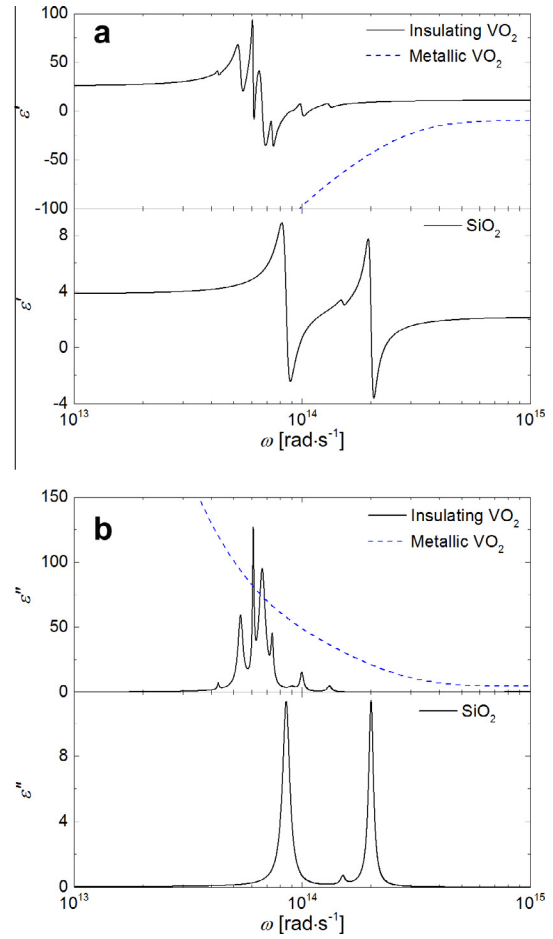 a
100
50
0
-50
-100
ε'
Insulating VO₂
Metallic VO₂
8
4
0
-4
ε'
SiO₂
10¹³
10¹⁴
10¹⁵
ω [rad·s⁻¹]
b
150
100
50
0
ε''
Insulating VO₂
Metallic VO₂
8
4
0
ε''
SiO₂
10¹³
10¹⁴
10¹⁵
ω [rad·s⁻¹]